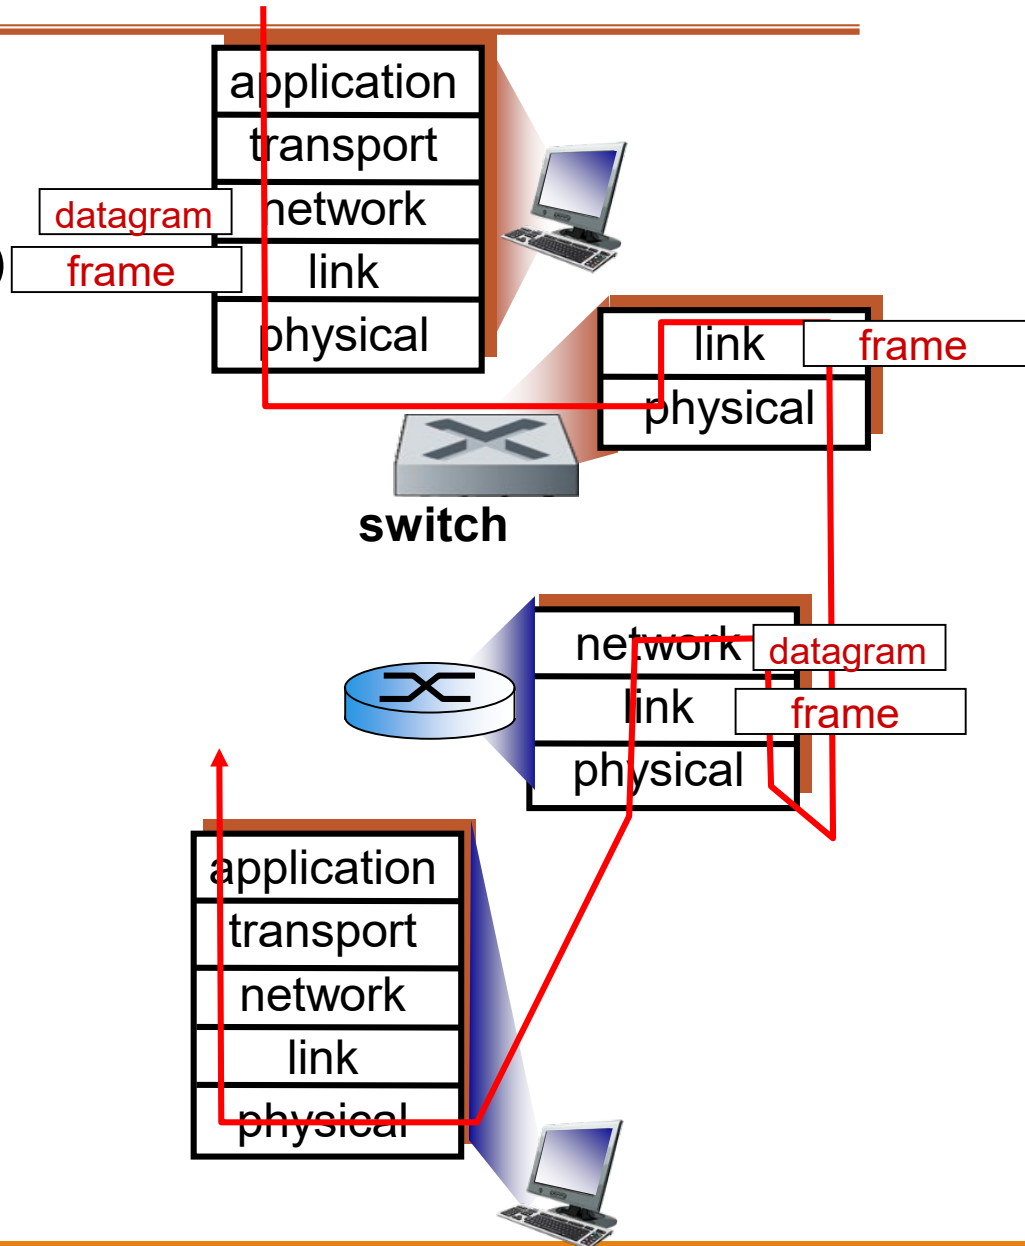 application
transport
datagram
network
)
frame
link
physical
link
frame
physical
switch
network
datagram
link
frame
physical
application
transport
network
link
physical